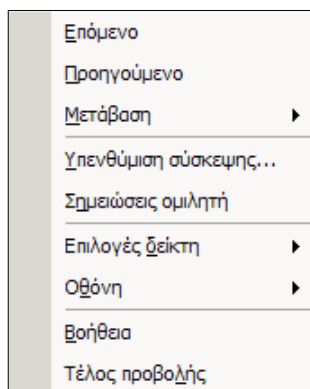 Επόμενο
Προηγούμενο
Μετάβαση
Υπενθύμιση σύσκεψης...
Σημειώσεις ομιλητή
Επιλογές δείκτη
Οθόνη
Βοήθεια
Τέλος προβολής